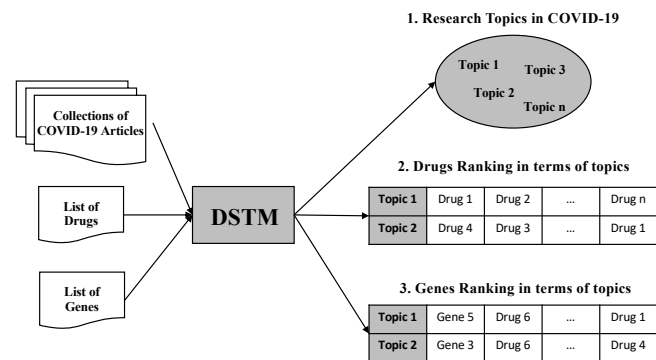 1. Research Topics in COVID-19
Topic 1
Topic 3
Topic 2
Topic n
Collections of
COVID-19 Articles
List of
Drugs
List of
Genes
DSTM
2. Drugs Ranking in terms of topics
Topic 1 Drug 1 Drug 2 ... Drug n
Topic 2 Drug 4 Drug 3 ... Drug 1
3. Genes Ranking in terms of topics
Topic 1 Gene 5 Drug 6 ... Drug 1
Topic 2 Gene 3 Drug 6 ... Drug 4